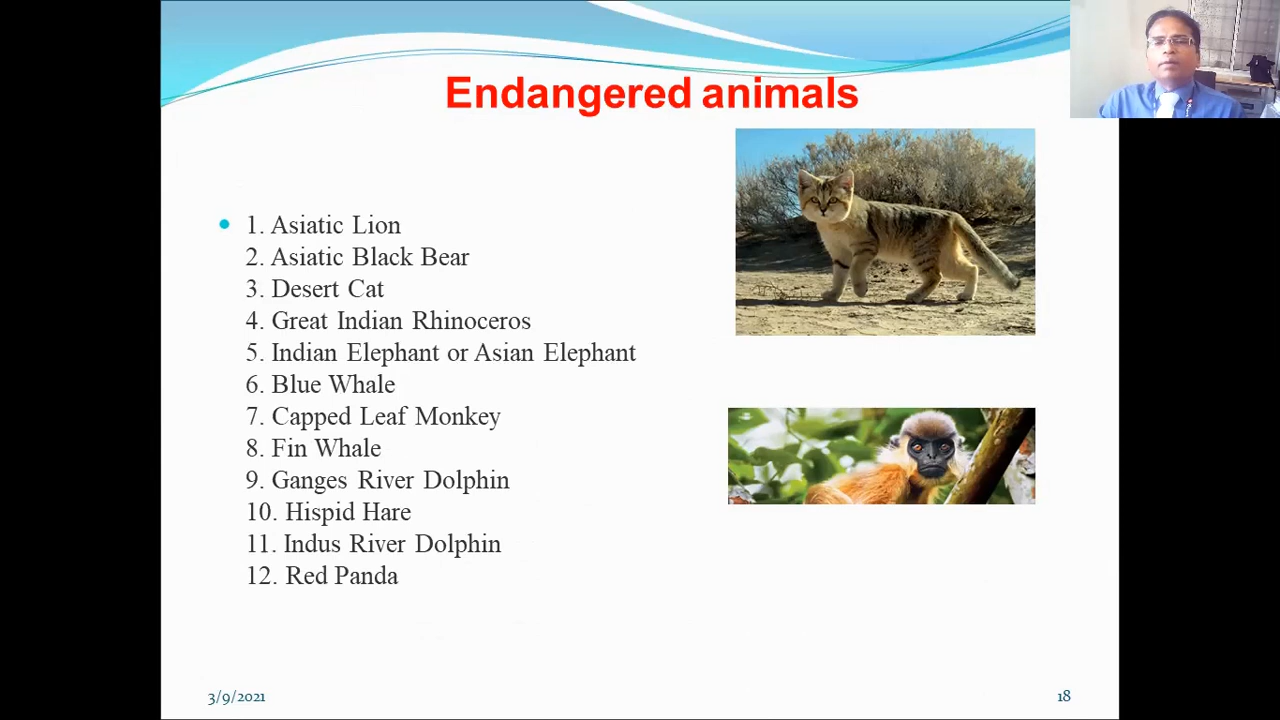 Endangered animals
1. Asiatic Lion
2. Asiatic Black Bear
3. Desert Cat
4. Great Indian Rhinoceros
5. Indian Elephant or Asian Elephant
6. Blue Whale
7. Capped Leaf Monkey
8. Fin Whale
9. Ganges River Dolphin
10. Hispid Hare
11. Indus River Dolphin
12. Red Panda
3/9/2021
18